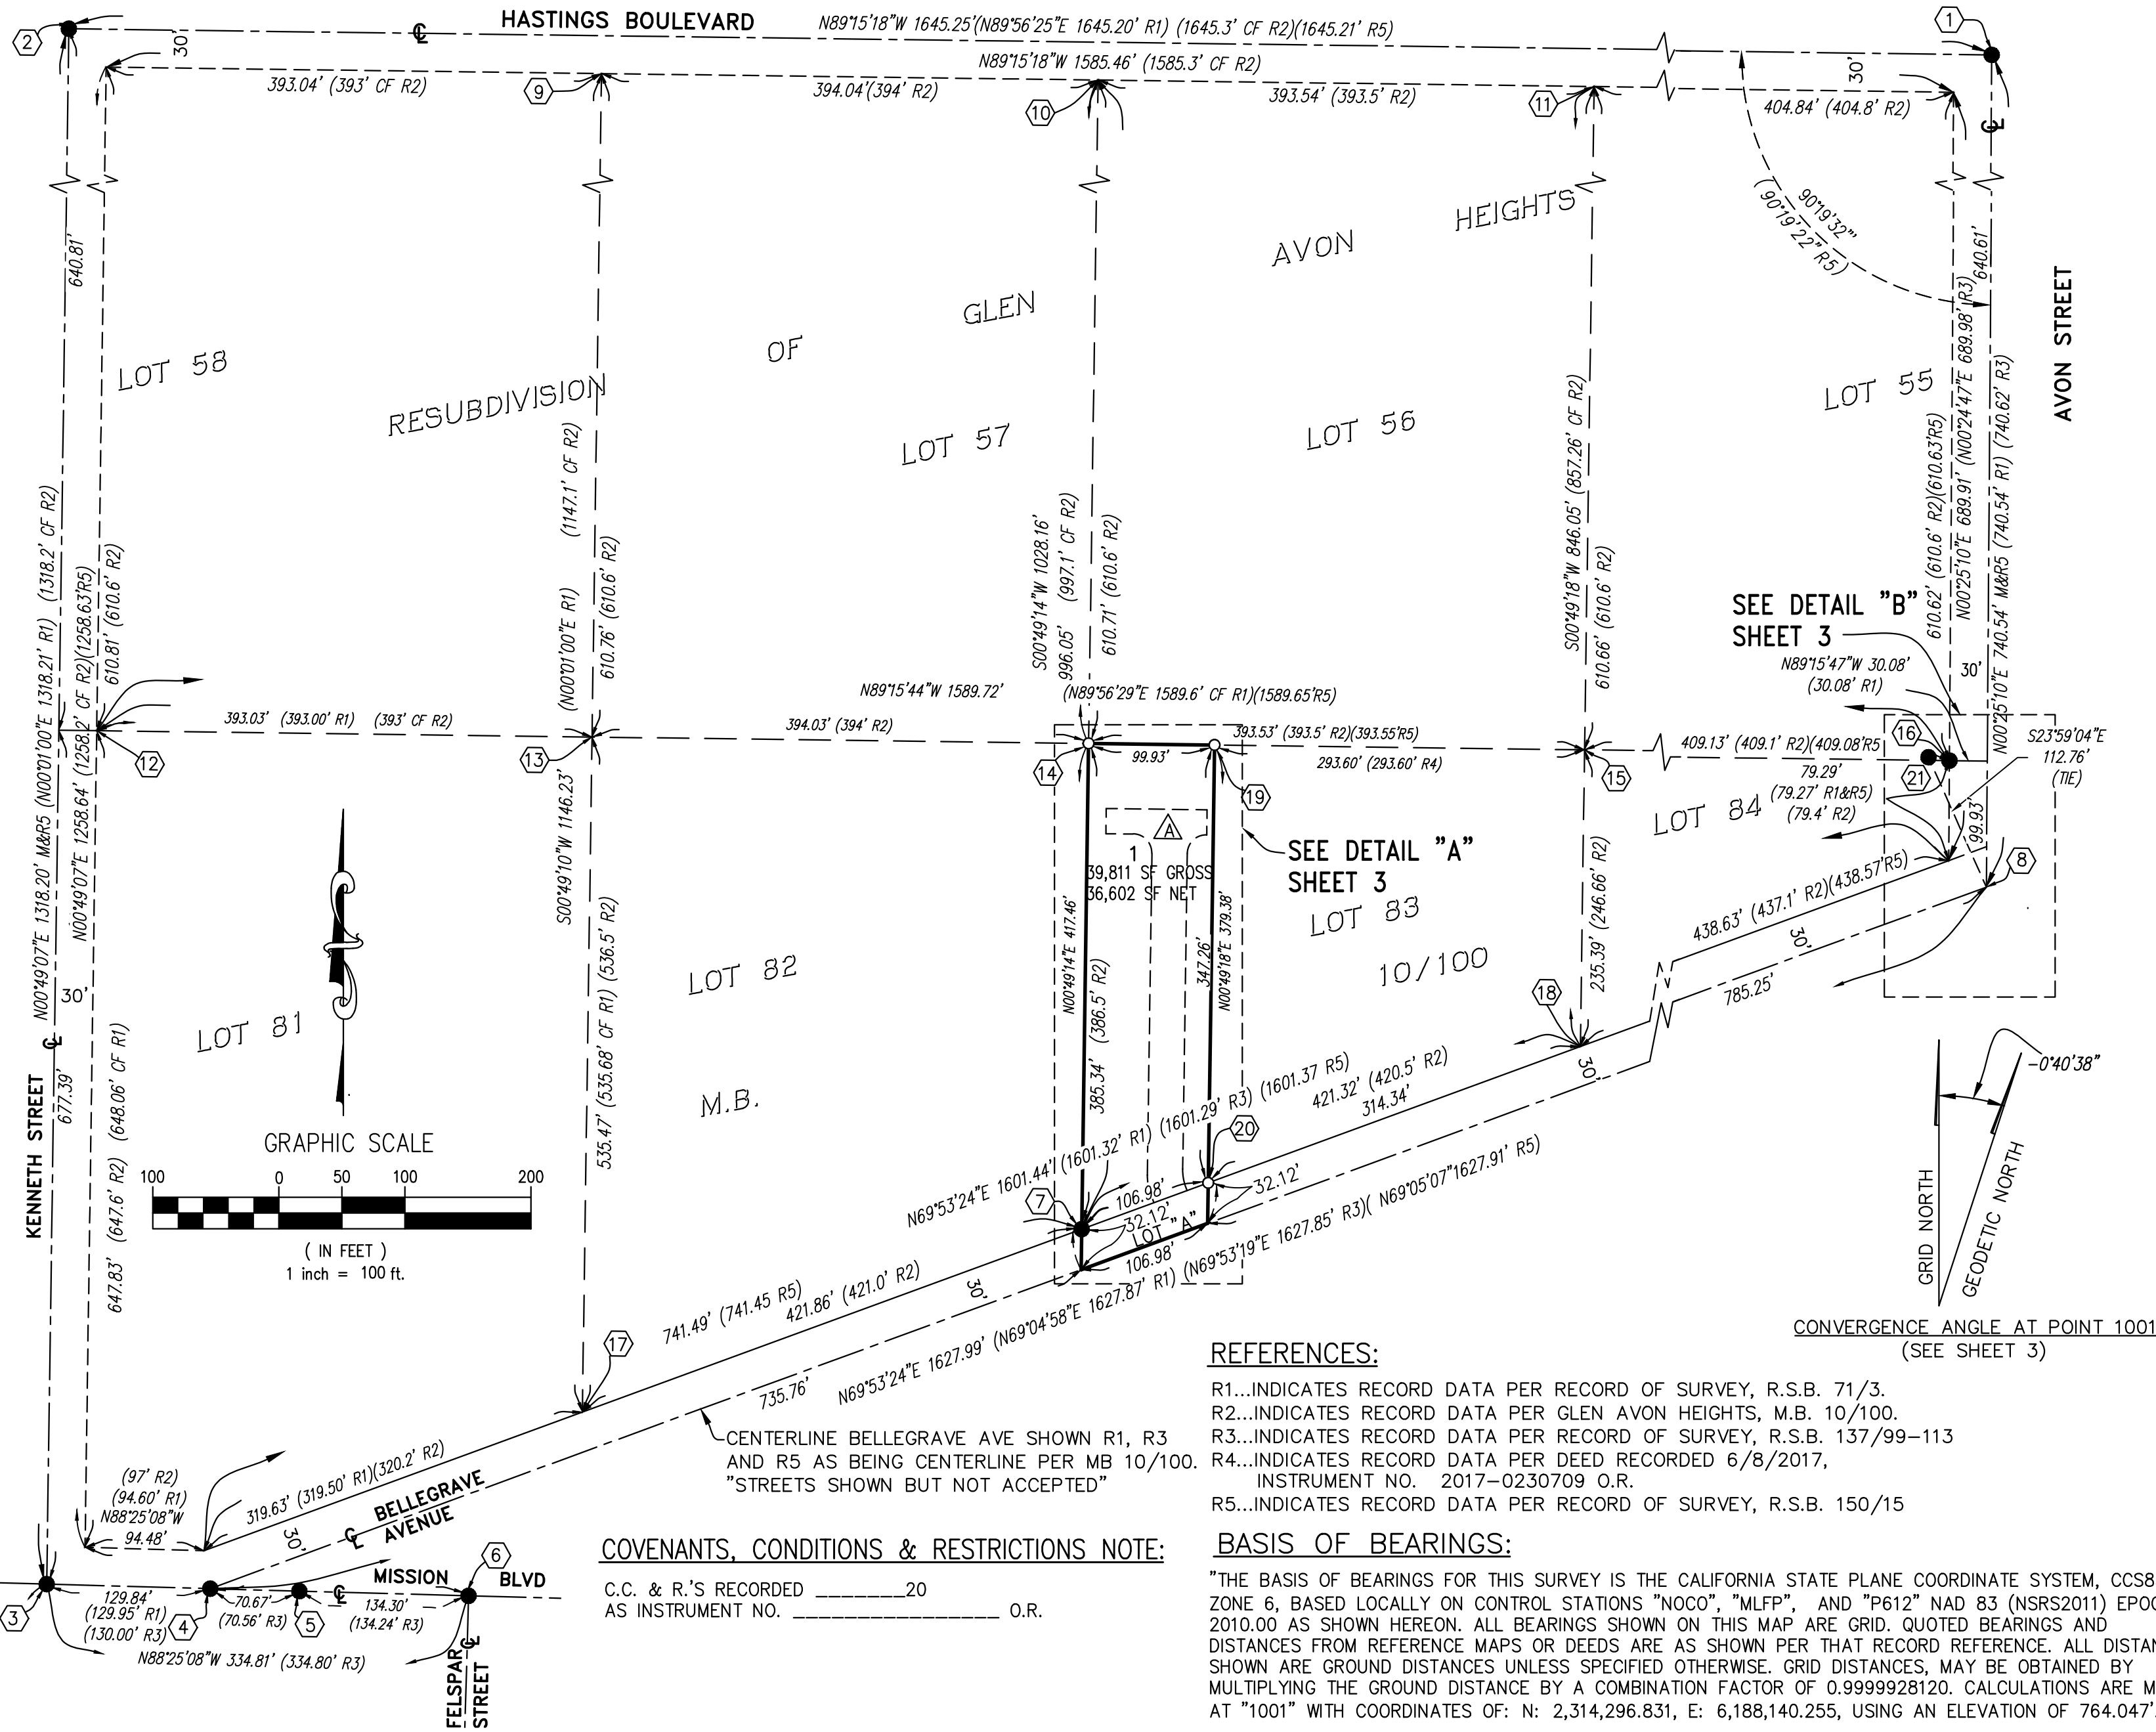 HASTINGS BOULEVARD
N89°15'18"W 1645.25'(N89°56'25"E 1645.20' R1) (1645.3' CF R2)(1645.21' R5)
N89°15'18"W 1585.46' (1585.3' CF R2)
2
1
30'
393.04' (393' CF R2)
9
394.04'(394' R2)
10
393.54' (393.5' R2)
11
30'
404.84' (404.8' R2)
90°19'32"'
(90°19'22" R5)
640.81'
640.61'
AVON STREET
RESUBDIVISION
OF
GLEN
AVON
HEIGHTS
LOT 58
LOT 57
LOT 56
LOT 55
N00°49'07"E 1318.20' M&R5 (N00°01'00"E 1318.21' R1) (1318.2' CF R2)
N00°49'07"E 1258.64' (1258.2' CF R2)(1258.63'R5)
610.81' (610.6' R2)
(N00°01'00"E R1)
(1147.1' CF R2)
610.76' (610.6' R2)
S00°49'14"W 1028.16'
996.05' (997.1' CF R2)
610.71' (610.6' R2)
S00°49'18"W 846.05' (857.26' CF R2)
610.66' (610.6' R2)
610.62' (610.6' R2)(610.63'R5)
N00°25'10"E 689.91' (N00°24'47"E 689.98' R3)
N00°25'10"E 740.54' M&R5 (740.54' R1) (740.62' R3)
SEE DETAIL "B"
SHEET 3
N89°15'47"W 30.08'
(30.08' R1)
30'
N89°15'44"W 1589.72'
(N89°56'29"E 1589.6' CF R1)(1589.65'R5)
393.03' (393.00' R1) (393' CF R2)
394.03' (394' R2)
393.53' (393.5' R2)(393.55'R5)
99.93'
293.60' (293.60' R4)
409.13' (409.1' R2)(409.08'R5
12
13
14
19
15
16
21
S23°59'04"E
112.76'
(TIE)
79.29'
(79.27' R1&R5)
(79.4' R2)
99.93'
8
A
1
39,811 SF GROSS
36,602 SF NET
SEE DETAIL "A"
SHEET 3
LOT 84
LOT 83
10/100
LOT 82
LOT 81
M.B.
S00°49'10"W 1146.23'
535.47' (535.68' CF R1) (536.5' R2)
N00°49'14"E 417.46'
385.34' (386.5' R2)
347.26'
N00°49'18"E 379.38'
235.39' (246.66' R2)
438.63' (437.1' R2)(438.57'R5)
30'
785.25'
18
30'
30'
KENNETH STREET
677.39'
647.83' (647.6' R2) (648.06' CF R1)
GRAPHIC SCALE
100 0 50 100 200
( IN FEET )
1 inch = 100 ft.
N69°53'24"E 1601.44' (1601.32' R1) (1601.29' R3) (1601.37 R5)
421.32' (420.5' R2)
314.34'
20
7
106.98'
32.12'
32.12'
LOT "A"
106.98'
N69°53'24"E 1627.99' (N69°04'58"E 1627.87' R1) (N69°53'19"E 1627.85' R3)( N69°05'07"1627.91' R5)
741.49' (741.45 R5)
421.86' (421.0' R2)
30'
735.76'
17
-0°40'38"
GRID NORTH
GEODETIC NORTH
CONVERGENCE ANGLE AT POINT 1001
(SEE SHEET 3)
CENTERLINE BELLEGRAVE AVE SHOWN R1, R3
AND R5 AS BEING CENTERLINE PER MB 10/100.
"STREETS SHOWN BUT NOT ACCEPTED"
REFERENCES:
R1...INDICATES RECORD DATA PER RECORD OF SURVEY, R.S.B. 71/3.
R2...INDICATES RECORD DATA PER GLEN AVON HEIGHTS, M.B. 10/100.
R3...INDICATES RECORD DATA PER RECORD OF SURVEY, R.S.B. 137/99-113
R4...INDICATES RECORD DATA PER DEED RECORDED 6/8/2017,
INSTRUMENT NO. 2017-0230709 O.R.
R5...INDICATES RECORD DATA PER RECORD OF SURVEY, R.S.B. 150/15
(97' R2)
(94.60' R1)
N88°25'08"W
94.48'
319.63' (319.50' R1)(320.2' R2)
30'
BELLEGRAVE
AVENUE
MISSION BLVD
3
129.84'
(129.95' R1)
(130.00' R3)
4
70.67'
(70.56' R3)
5
134.30'
(134.24' R3)
6
N88°25'08"W 334.81' (334.80' R3)
FELSPAR
STREET
COVENANTS, CONDITIONS & RESTRICTIONS NOTE:
C.C. & R.'S RECORDED _______20
AS INSTRUMENT NO. ________________ O.R.
BASIS OF BEARINGS:
"THE BASIS OF BEARINGS FOR THIS SURVEY IS THE CALIFORNIA STATE PLANE COORDINATE SYSTEM, CCS8
ZONE 6, BASED LOCALLY ON CONTROL STATIONS "NOCO", "MLFP", AND "P612" NAD 83 (NSRS2011) EPOC
2010.00 AS SHOWN HEREON. ALL BEARINGS SHOWN ON THIS MAP ARE GRID. QUOTED BEARINGS AND
DISTANCES FROM REFERENCE MAPS OR DEEDS ARE AS SHOWN PER THAT RECORD REFERENCE. ALL DISTAN
SHOWN ARE GROUND DISTANCES UNLESS SPECIFIED OTHERWISE. GRID DISTANCES, MAY BE OBTAINED BY
MULTIPLYING THE GROUND DISTANCE BY A COMBINATION FACTOR OF 0.9999928120. CALCULATIONS ARE M
AT "1001" WITH COORDINATES OF: N: 2,314,296.831, E: 6,188,140.255, USING AN ELEVATION OF 764.047'